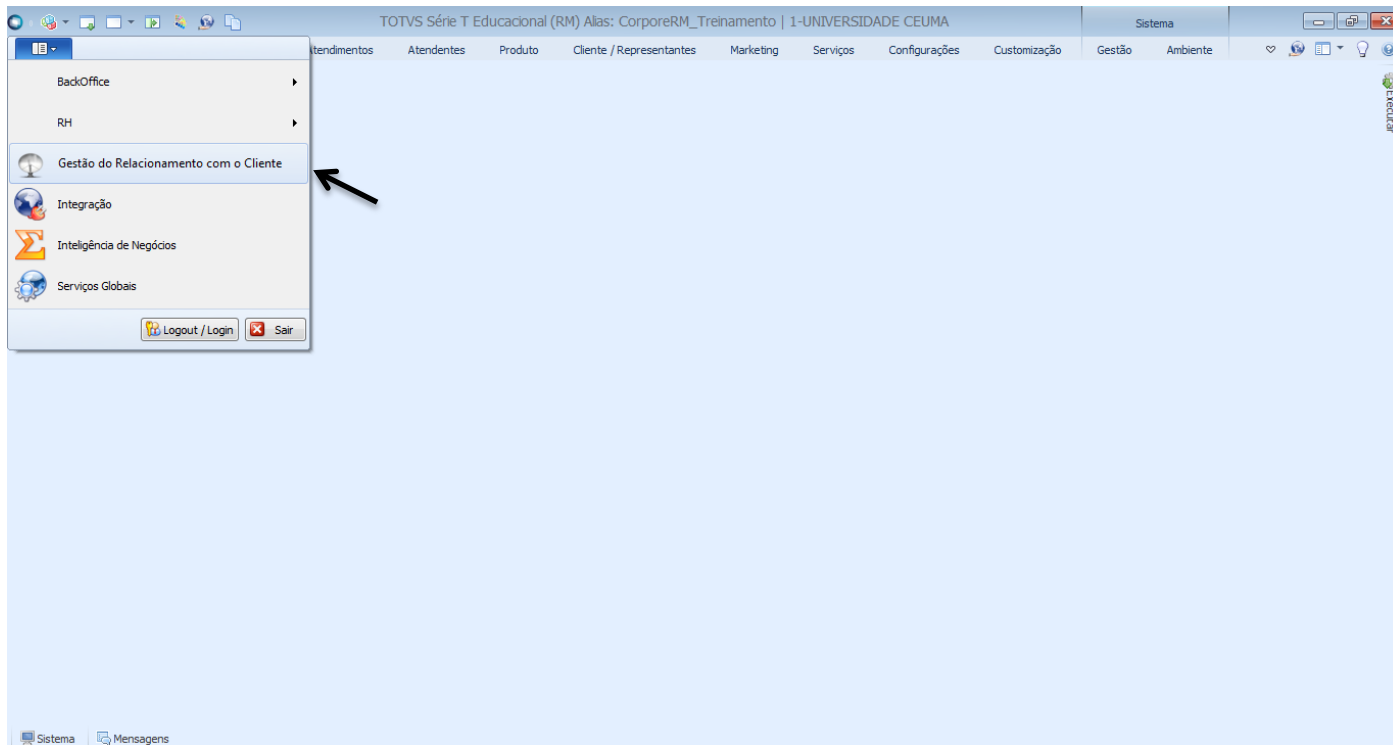 TOTVS Série T Educacional (RM) Alias: CorporeRM_Treinamento | 1-UNIVERSIDADE CEUMA
Sistema
Atendimentos Atendentes Produto Cliente / Representantes Marketing Serviços Configurações Customização Gestão Ambiente
BackOffice
Executar
RH
Gestão do Relacionamento com o Cliente
Integração
Inteligência de Negócios
Serviços Globais
Logout / Login Sair
Sistema Mensagens